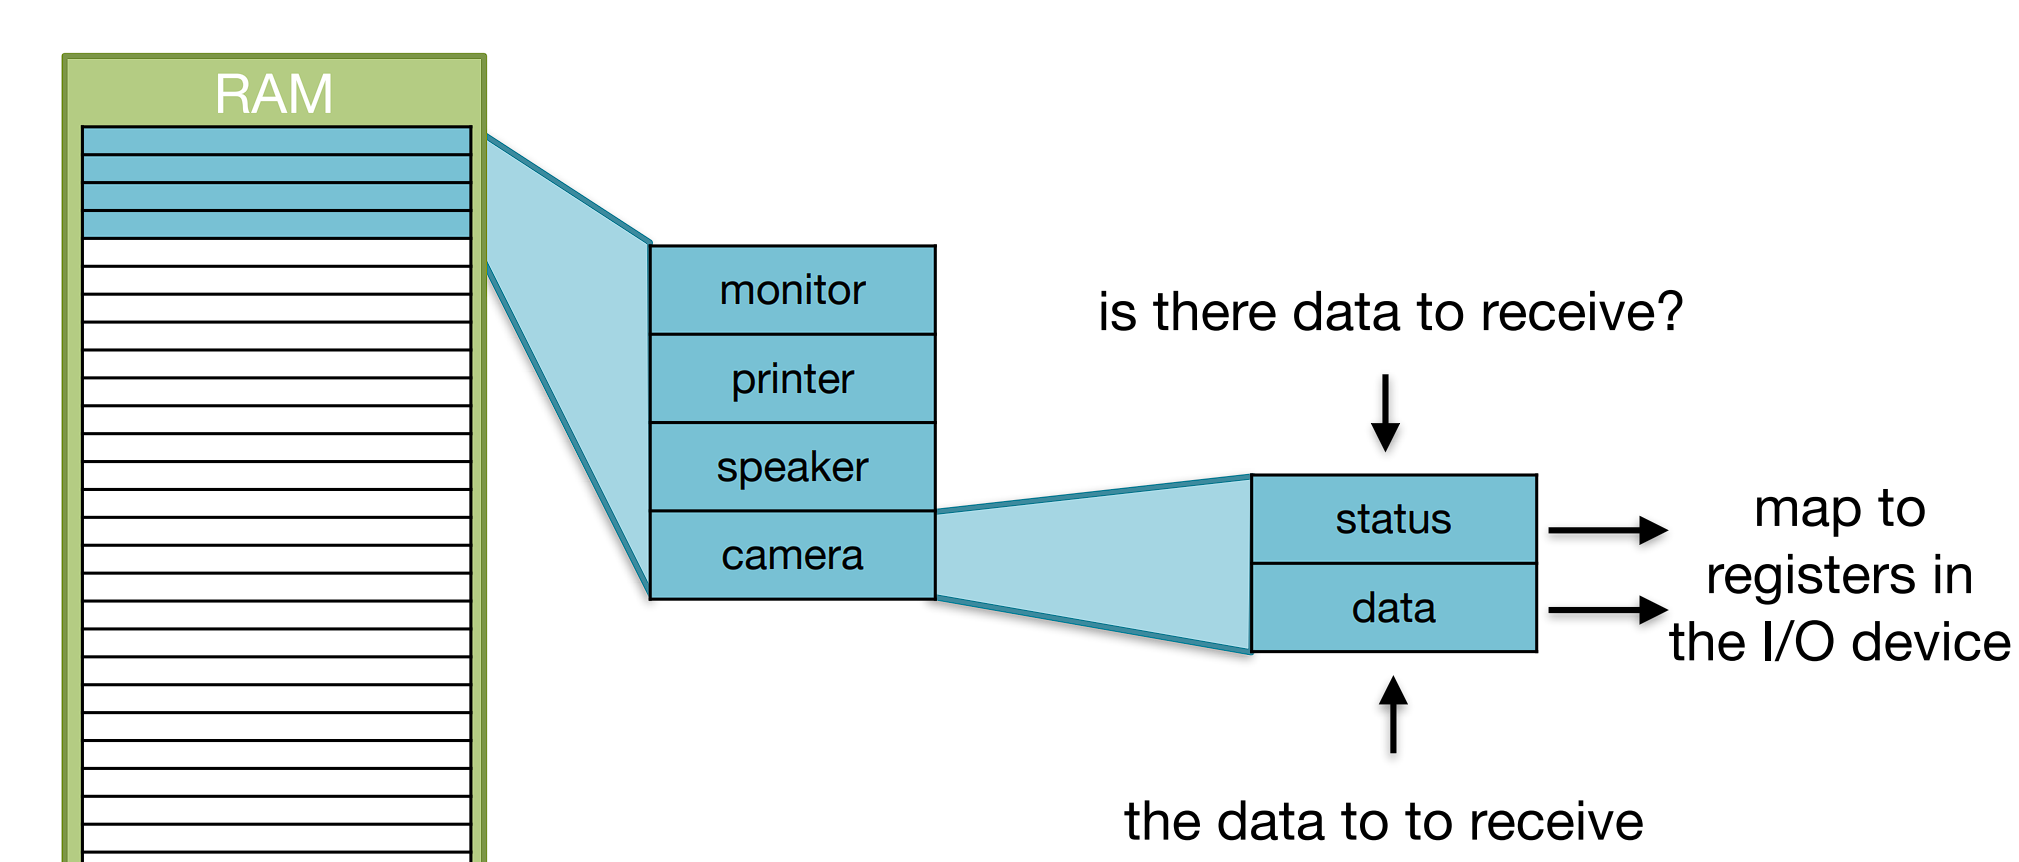 RAM
monitor
printer
speaker
camera
is there data to receive?
status
data
map to
registers in
the I/O device
the data to to receive